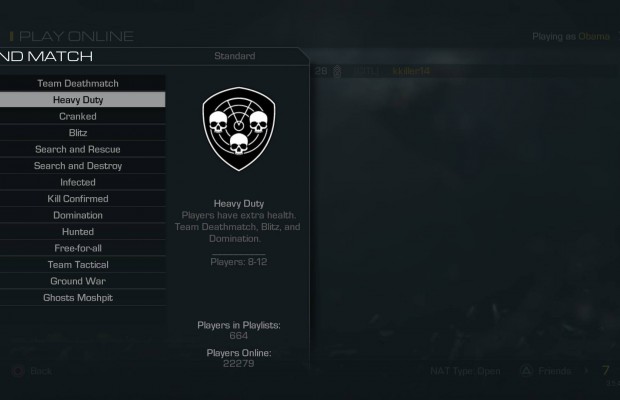 PLAY ONLINE
Playing as Obama
ND MATCH
Standard
Team Deathmatch
Heavy Duty
Cranked
Blitz
Search and Rescue
Search and Destroy
Infected
Kill Confirmed
Domination
Hunted
Free-for-all
Team Tactical
Ground War
Ghosts Moshpit
Heavy Duty
Players have extra health.
Team Deathmatch, Blitz, and
Domination.
Players: 8-12
Players in Playlists:
664
Players Online:
22279
28
Back
NAT Type: Open
Friends
7